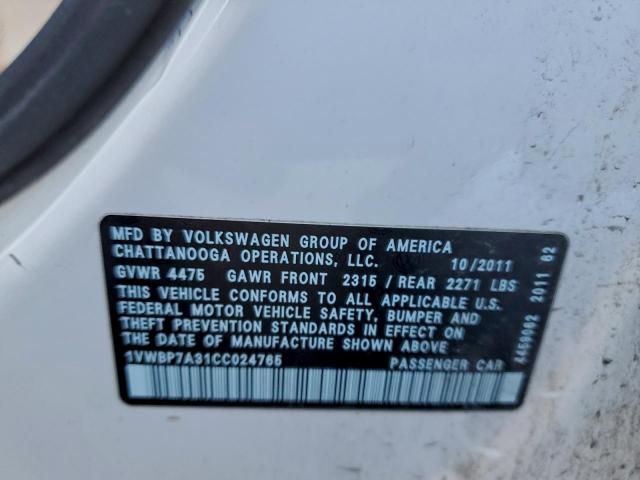 MFD BY VOLKSWAGEN GROUP OF AMERICA
CHATTANOOGA OPERATIONS, LLC. 10/2011
GVWR 4475 GAWR FRONT 2315 / REAR 2271 LBS
THIS VEHICLE CONFORMS TO ALL APPLICABLE U.S.
FEDERAL MOTOR VEHICLE SAFETY, BUMPER AND
THEFT PREVENTION STANDARDS IN EFFECT ON
THE DATE OF MANUFACTURE SHOWN ABOVE
1VWBP7A31CC024765 PASSENGER CAR
4459062 2011 62